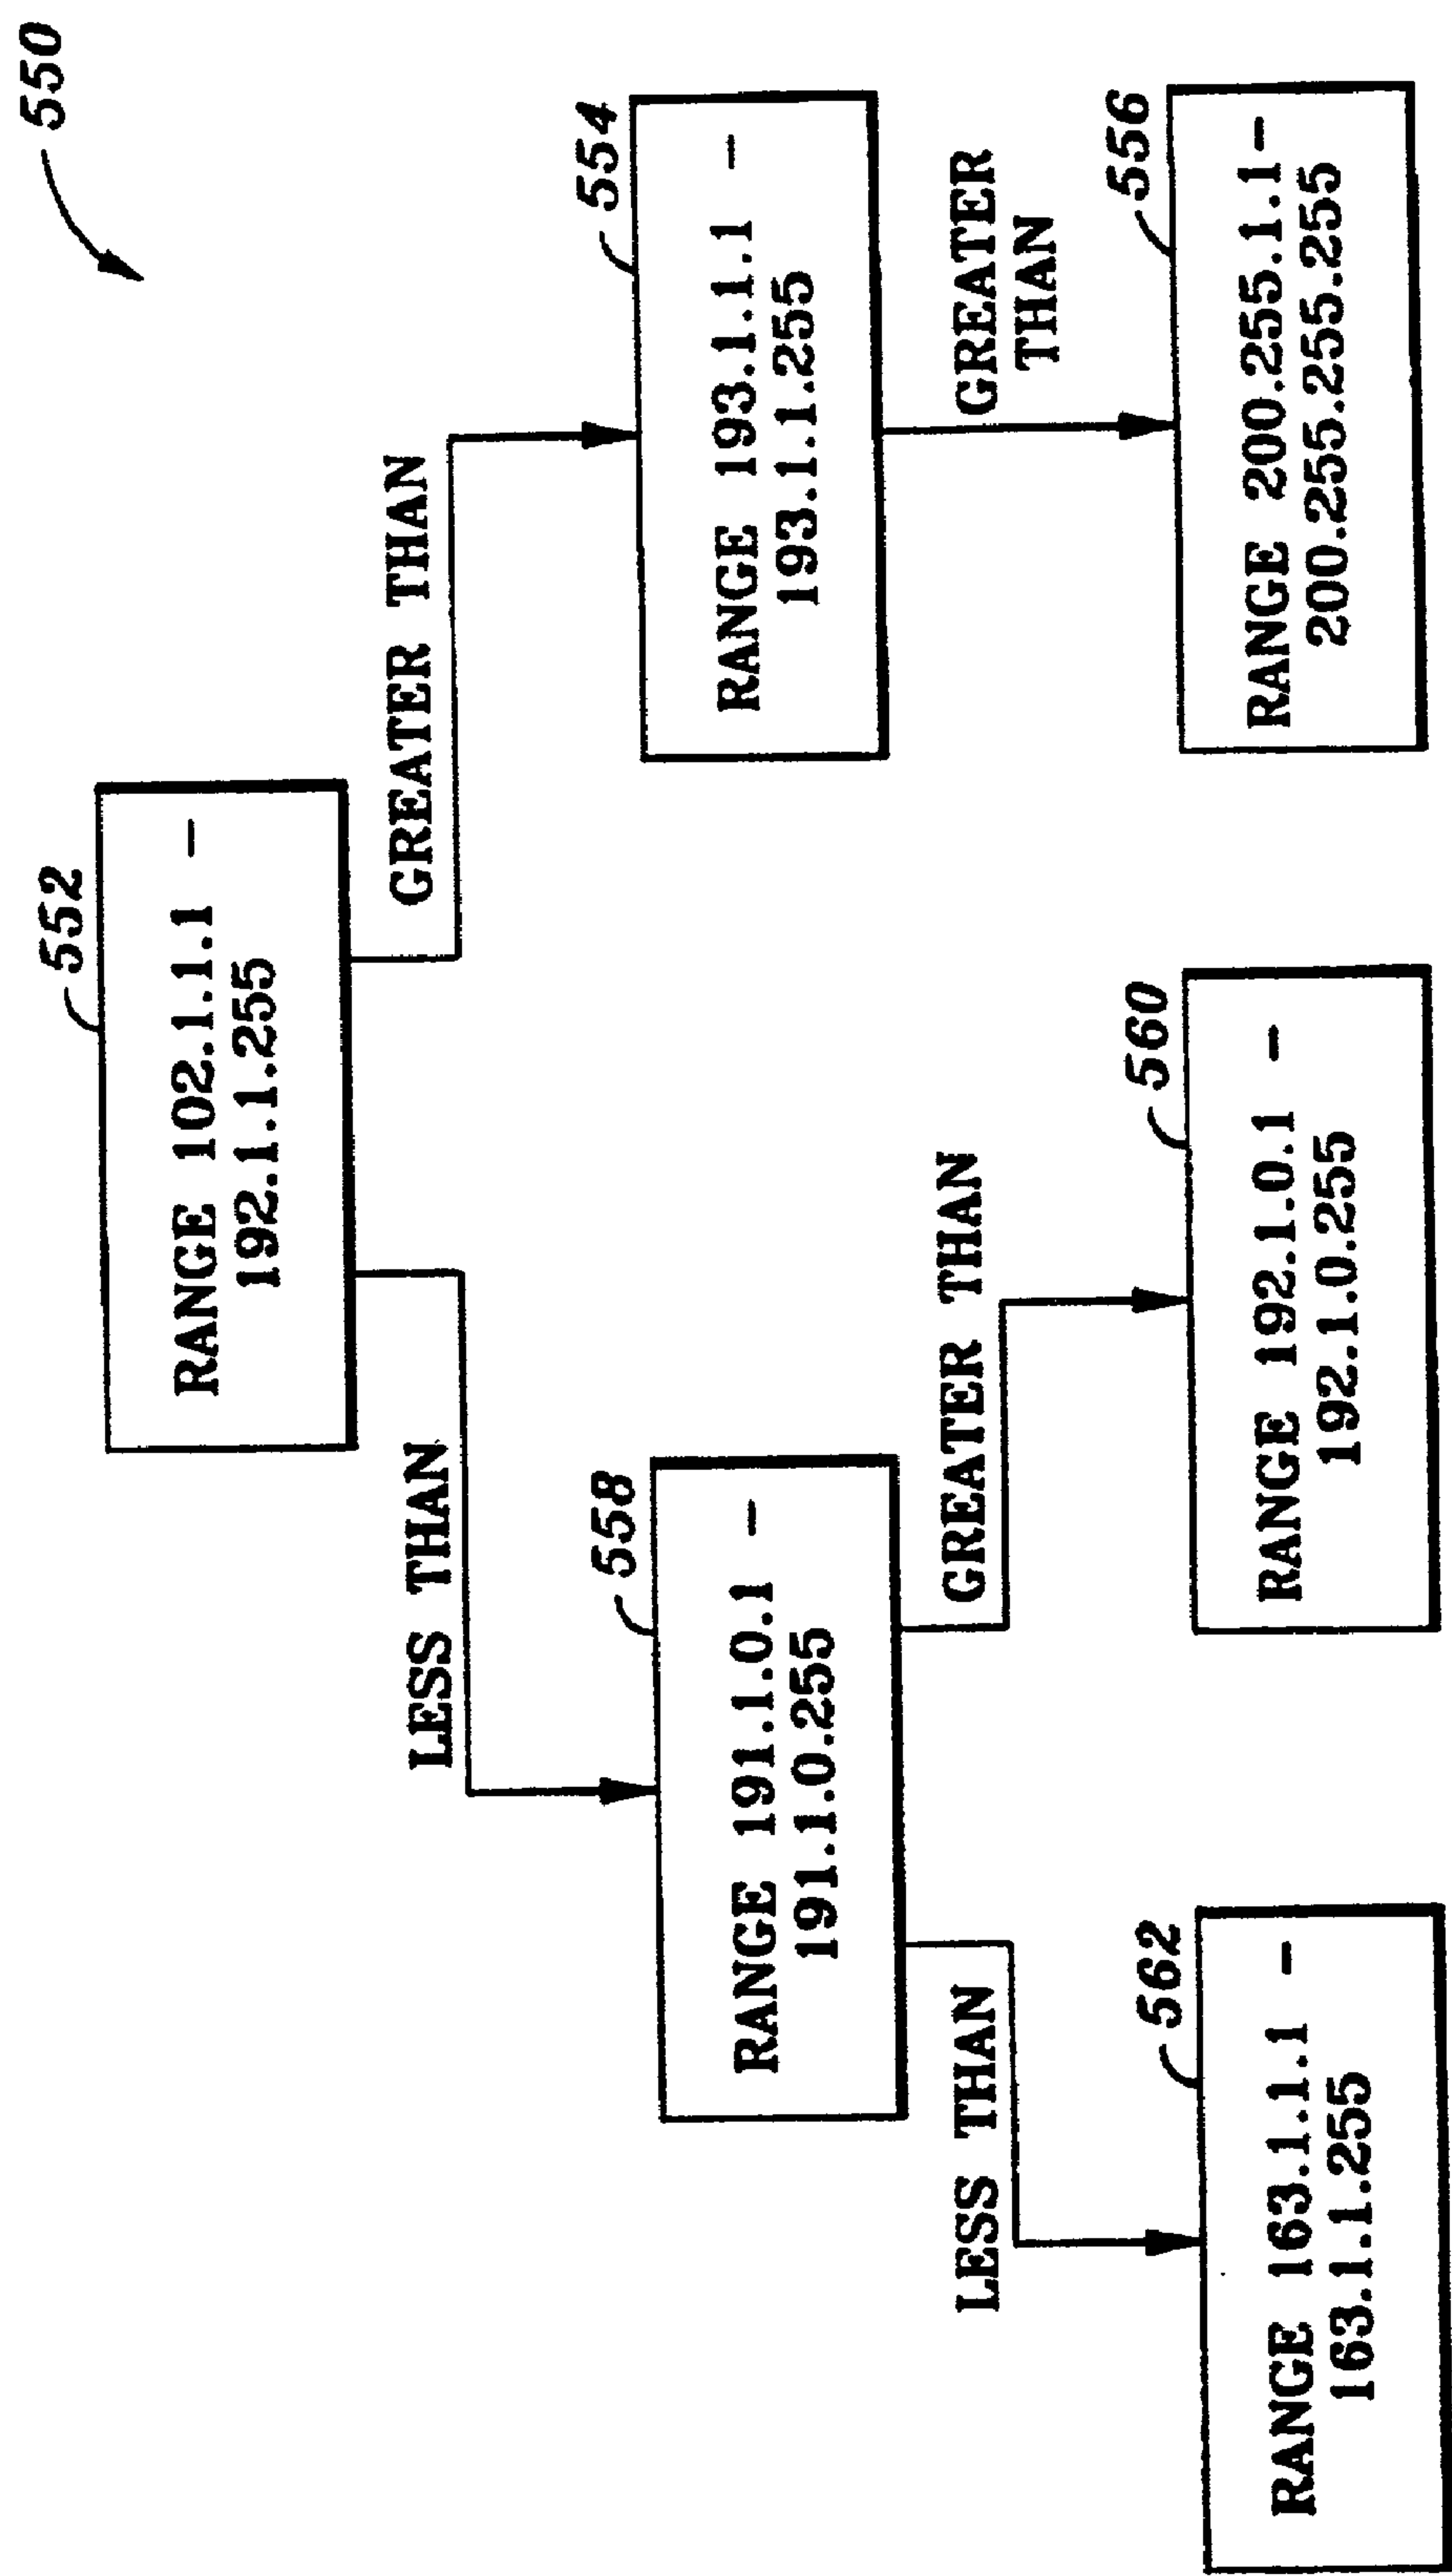 550
552
RANGE 102.1.1.1 -
192.1.1.255
LESS THAN
GREATER THAN
558
RANGE 191.1.0.1 -
191.1.0.255
554
RANGE 193.1.1.1 -
193.1.1.255
LESS THAN
GREATER THAN
GREATER
THAN
562
RANGE 163.1.1.1 -
163.1.1.255
560
RANGE 192.1.0.1 -
192.1.0.255
556
RANGE 200.255.1.1-
200.255.255.255